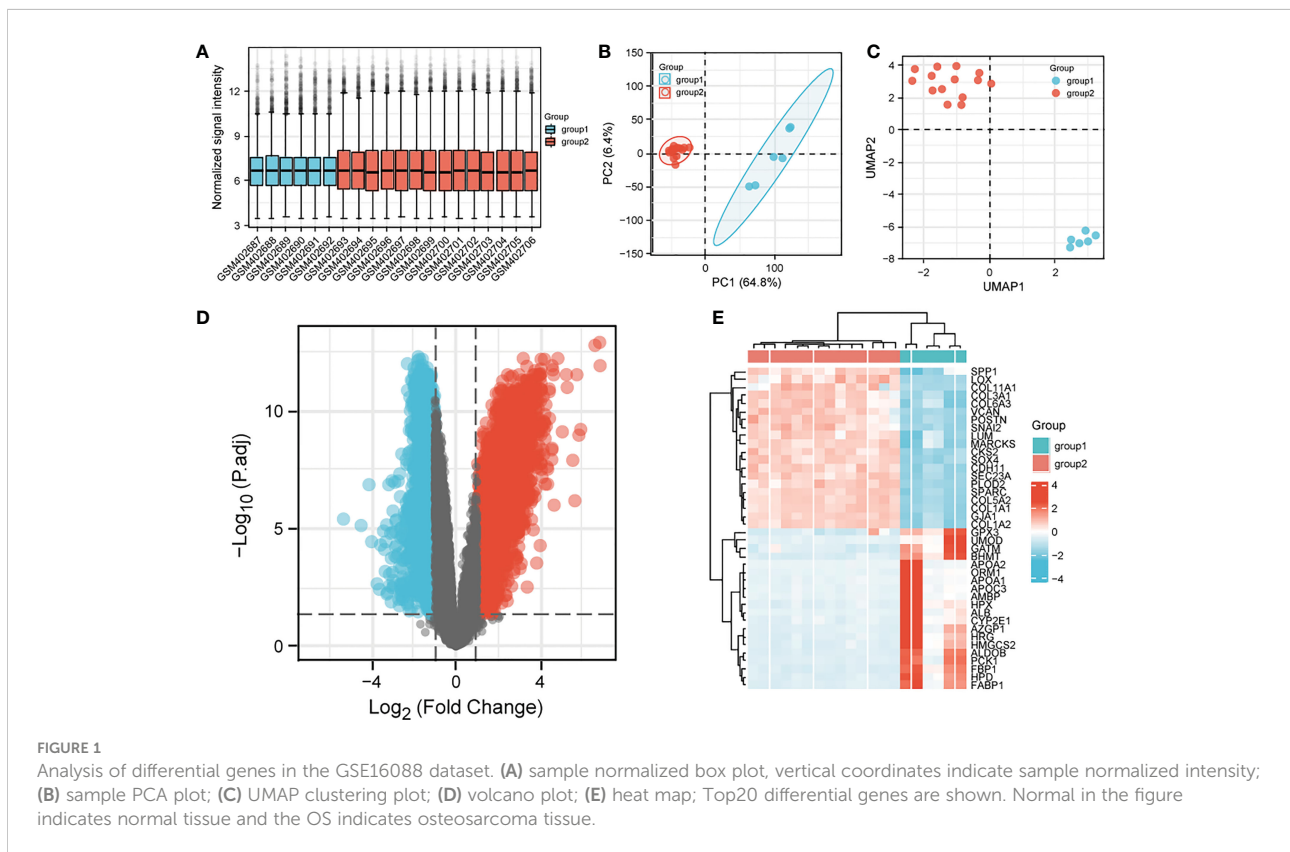 A
Normalized signal intensity
12
9
6
3
GSM402687
GSM402688
GSM402689
GSM402690
GSM402691
GSM402692
GSM402693
GSM402694
GSM402695
GSM402696
GSM402697
GSM402698
GSM402699
GSM402700
GSM402701
GSM402702
GSM402703
GSM402704
GSM402705
GSM402706
Group
group1
group2
B
150
100
50
0
−50
−100
−150
PC2 (6.4%)
Group
group1
group2
0
100
PC1 (64.8%)
C
4
2
0
−2
−4
−6
−8
UMAP2
Group
group1
group2
−2
0
2
UMAP1
D
−Log10 (P.adj)
10
5
0
−4
0
4
Log2 (Fold Change)
E
SPP1
LOX
COL11A1
COL3A1
COL6A3
VCAN
POSTN
SNAI2
LUM
MARCKS
CKS2
SOX4
CDH11
SEC23A
PLOD2
SPARC
COL5A2
COL1A1
GJA1
COL1A2
GPX3
UMOD
GATM
BHMT
APOA2
ORM1
APOA1
APOC3
AMBP
HPX
ALB
CYP2E1
AZGP1
HRG
HMGCS2
ALDOB
PCK1
FBP1
HPD
FABP1
Group
group1
group2
4
2
0
−2
−4
FIGURE 1
Analysis of differential genes in the GSE16088 dataset. (A) sample normalized box plot, vertical coordinates indicate sample normalized intensity;
(B) sample PCA plot; (C) UMAP clustering plot; (D) volcano plot; (E) heat map; Top20 differential genes are shown. Normal in the figure
indicates normal tissue and the OS indicates osteosarcoma tissue.